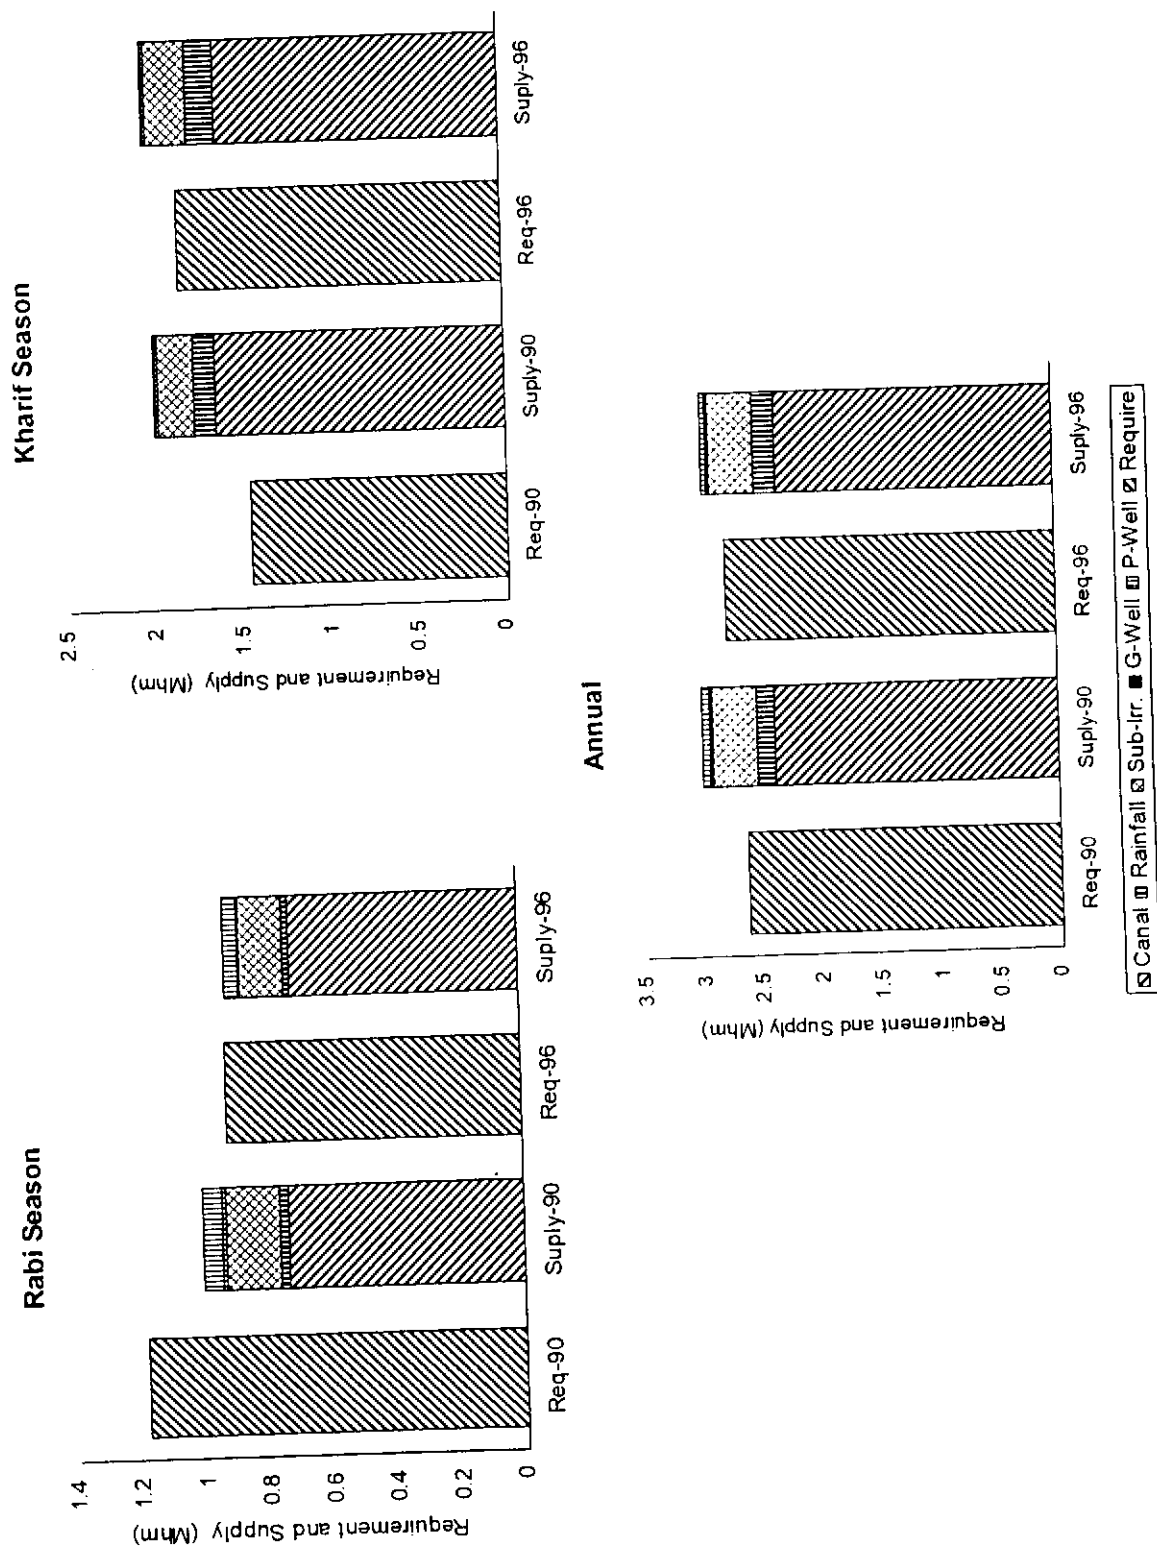 Rabi Season
Requirement and Supply (Mhm)
1.4
1.2
1
0.8
0.6
0.4
0.2
0
Req-90
Suply-90
Req-96
Suply-96
Kharif Season
Requirement and Supply (Mhm)
2.5
2
1.5
1
0.5
0
Req-90
Suply-90
Req-96
Suply-96
Annual
Requirement and Supply (Mhm)
3.5
3
2.5
2
1.5
1
0.5
0
Req-90
Suply-90
Req-96
Suply-96
Canal Rainfall Sub-Irr. G-Well P-Well Require